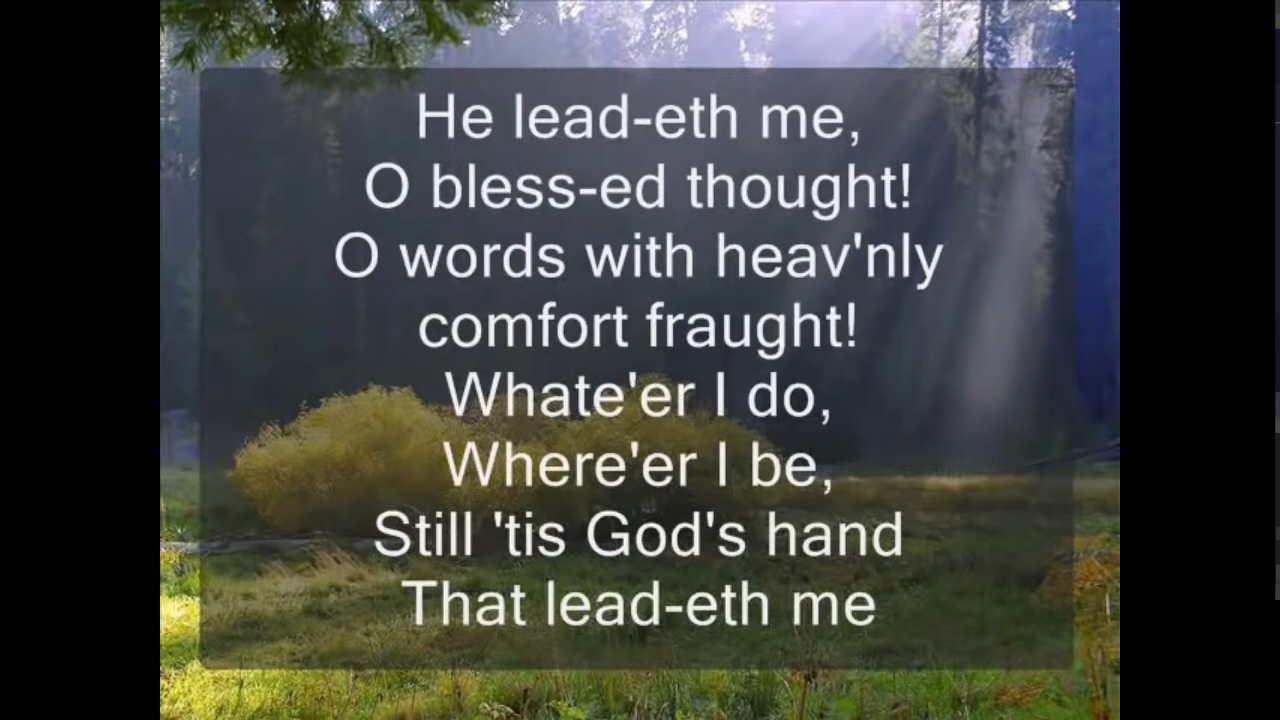 He lead-eth me,
O bless-ed thought!
O words with heav'nly
comfort fraught!
Whate'er I do,
Where'er I be,
Still 'tis God's hand
That lead-eth me